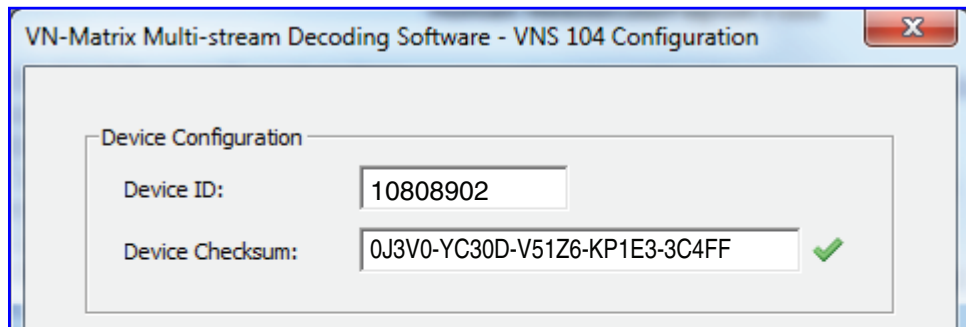 VN-Matrix Multi-stream Decoding Software - VNS 104 Configuration
Device Configuration
Device ID: 10808902
Device Checksum: 0J3V0-YC30D-V51Z6-KP1E3-3C4FF